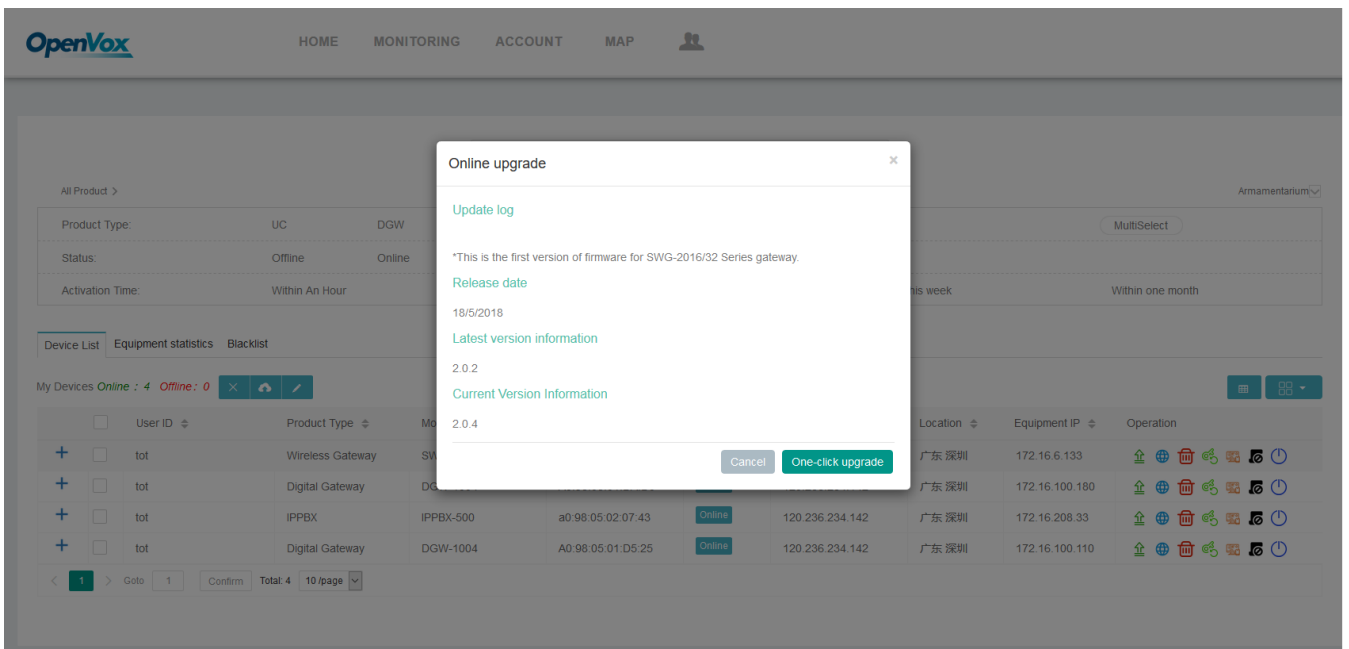 OpenVox HOME MONITORING ACCOUNT MAP
Online upgrade ×
Update log
*This is the first version of firmware for SWG-2016/32 Series gateway.
Release date
18/5/2018
Latest version information
2.0.2
Current Version Information
2.0.4
Cancel One-click upgrade
All Product > Armamentarium
Product Type: UC DGW MultiSelect
Status: Offline Online
Activation Time: Within An Hour his week Within one month
Device List Equipment statistics Blacklist
My Devices Online : 4 Offline : 0
User ID Product Type Mo Location Equipment IP Operation
tot Wireless Gateway SW 广东 深圳 172.16.6.133
tot Digital Gateway 广东 深圳 172.16.100.180
tot IPPBX IPPBX-500 a0:98:05:02:07:43 Online 120.236.234.142 广东 深圳 172.16.208.33
tot Digital Gateway DGW-1004 A0:98:05:01:D5:25 Online 120.236.234.142 广东 深圳 172.16.100.110
< 1 > Goto 1 Confirm Total: 4 10 /page